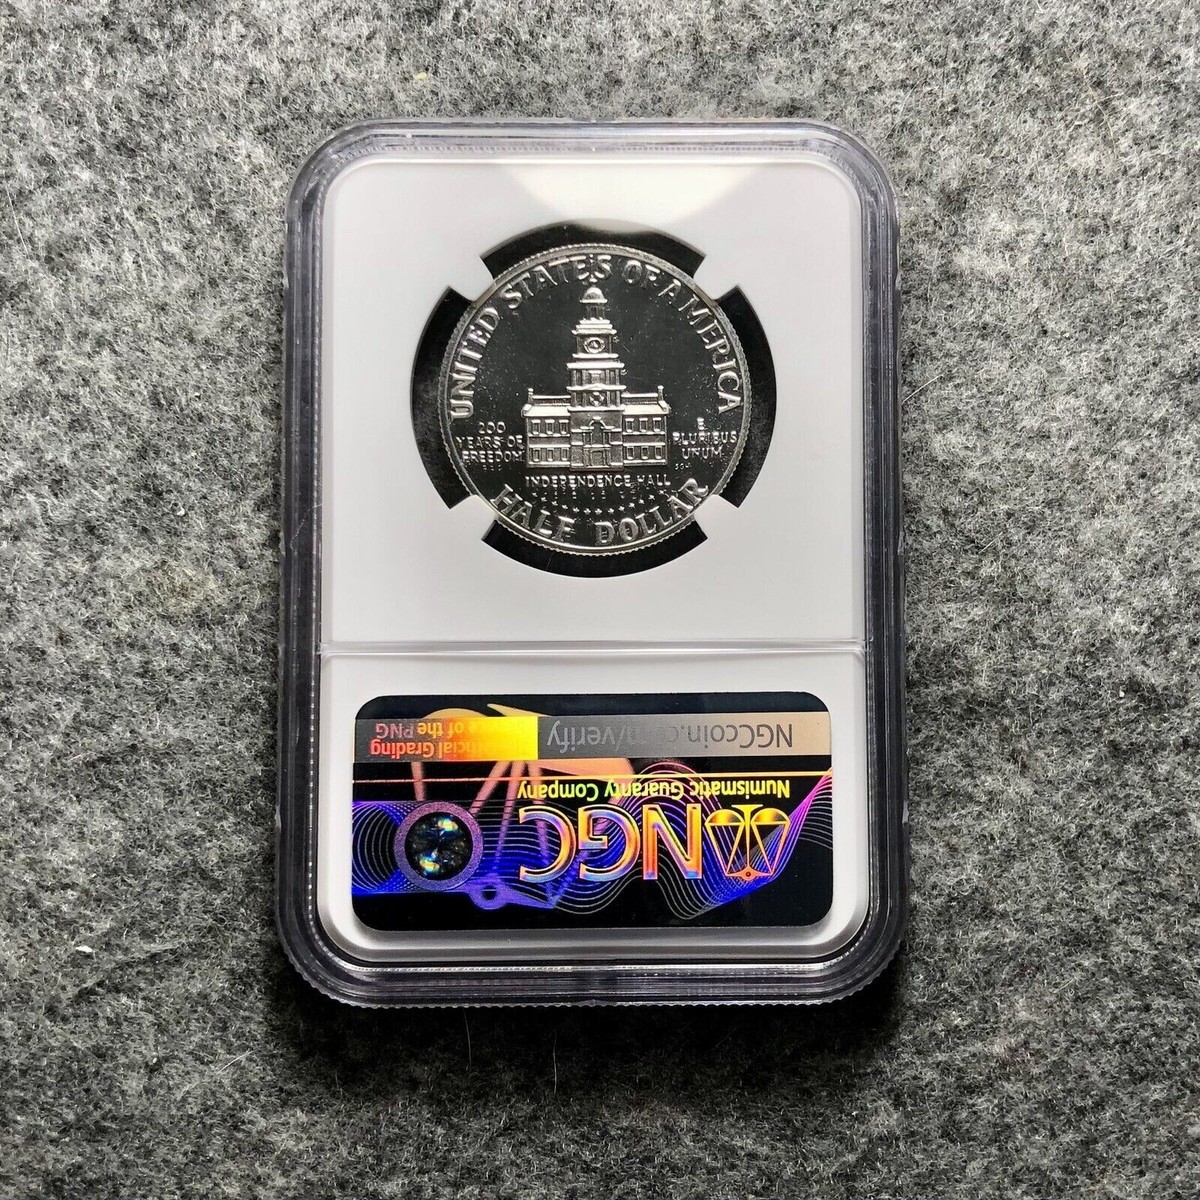 UNITED STATES OF AMERICA
200
YEARS OF
FREEDOM
E
PLURIBUS
UNUM
INDEPENDENCE HALL
HALF DOLLAR
NGC
Numismatic Guaranty Company
NGCcoin.com/verify
Grading
of the PNG